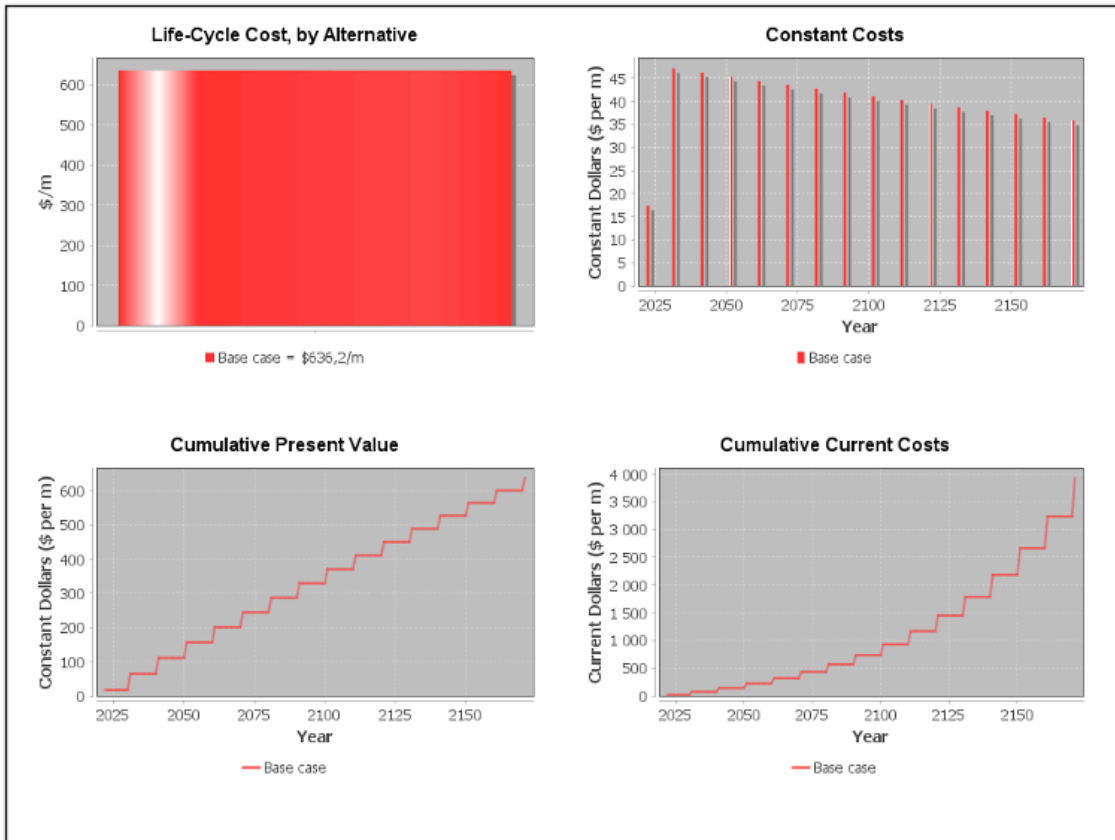 Life-Cycle Cost, by Alternative
$/m
600
500
400
300
200
100
0
Base case = $636,2/m
Constant Costs
Constant Dollars ($ per m)
45
40
35
30
25
20
15
10
5
0
2025 2050 2075 2100 2125 2150
Year
Base case
Cumulative Present Value
Constant Dollars ($ per m)
600
500
400
300
200
100
0
2025 2050 2075 2100 2125 2150
Year
Base case
Cumulative Current Costs
Current Dollars ($ per m)
4 000
3 500
3 000
2 500
2 000
1 500
1 000
500
0
2025 2050 2075 2100 2125 2150
Year
Base case